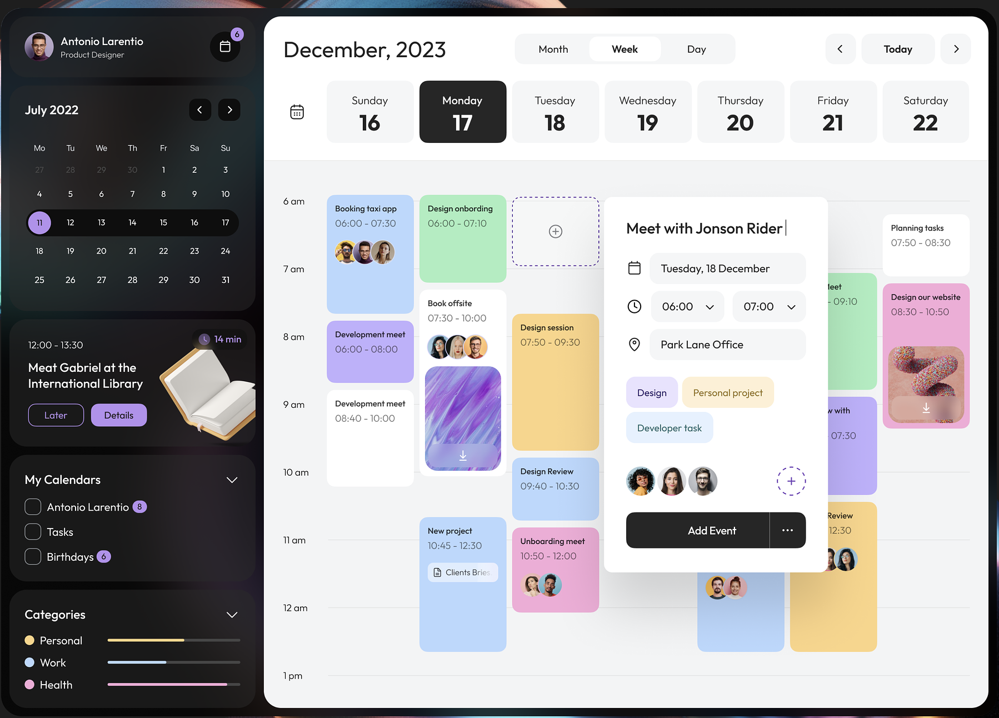 Antonio Larentio
Product Designer
6
July 2022
Mo Tu We Th Fr Sa Su
27 28 29 30 1 2 3
4 5 6 7 8 9 10
11 12 13 14 15 16 17
18 19 20 21 22 23 24
25 26 27 28 29 30 31
14 min
12:00 - 13:30
Meat Gabriel at the
International Library
Later Details
My Calendars
Antonio Larentio 8
Tasks
Birthdays 6
Categories
Personal
Work
Health
December, 2023
Month Week Day
Today
Sunday
16
Monday
17
Tuesday
18
Wednesday
19
Thursday
20
Friday
21
Saturday
22
6 am
7 am
8 am
9 am
10 am
11 am
12 am
1 pm
Booking taxi app
06:00 - 07:30
Development meet
06:00 - 08:00
Development meet
08:40 - 10:00
Design onbording
06:00 - 07:10
Book offsite
07:30 - 10:00
New project
10:45 - 12:30
Clients Bries
Design session
07:50 - 09:30
Design Review
09:40 - 10:30
Unboarding meet
10:50 - 12:00
Meet with Jonson Rider
Tuesday, 18 December
06:00 07:00
Park Lane Office
Design Personal project
Developer task
Add Event
- 09:10
with
07:30
Review
12:30
Planning tasks
07:50 - 08:30
Design our website
08:30 - 10:50